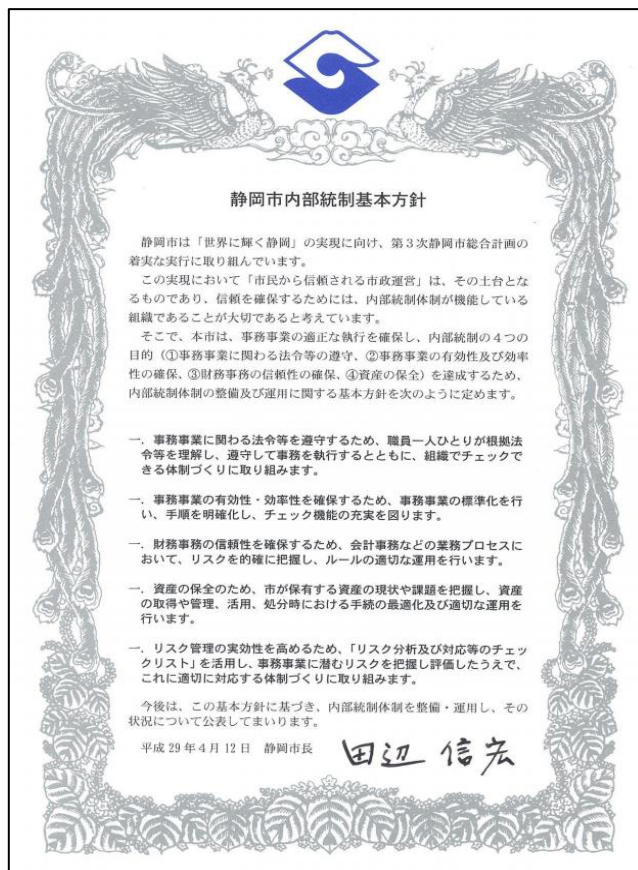 静岡市内部統制基本方針
静岡市は「世界に輝く静岡」の実現に向け、第3次静岡市総合計画の
着実な実行に取り組んでいます。
この実現において「市民から信頼される市政運営」は、その土台とな
るものであり、信頼を確保するためには、内部統制体制が機能している
組織であることが大切であると考えています。
そこで、本市は、事務事業の適正な執行を確保し、内部統制の4つの
目的（①事務事業に関わる法令等の遵守、②事務事業の有効性及び効率
性の確保、③財務事務の信頼性の確保、④資産の保全）を達成するため、
内部統制体制の整備及び運用に関する基本方針を次のように定めます。
一．事務事業に関わる法令等を遵守するため、職員一人ひとりが根拠法
令等を理解し、遵守して事務を執行するとともに、組織でチェックで
きる体制づくりに取り組みます。
一．事務事業の有効性・効率性を確保するため、事務事業の標準化を行
い、手順を明確化し、チェック機能の充実を図ります。
一．財務事務の信頼性を確保するため、会計事務などの業務プロセスに
おいて、リスクを的確に把握し、ルールの適切な運用を行います。
一．資産の保全のため、市が保有する資産の現状や課題を把握し、資産
の取得や管理、活用、処分時における手続の最適化及び適切な運用を
行います。
一．リスク管理の実効性を高めるため、「リスク分析及び対応等のチェッ
クリスト」を活用し、事務事業に潜むリスクを把握し評価したうえで、
これに適切に対応する体制づくりに取り組みます。
今後は、この基本方針に基づき、内部統制体制を整備・運用し、その
状況について公表してまいります。
平成29年4月12日 静岡市長 田辺 信宏